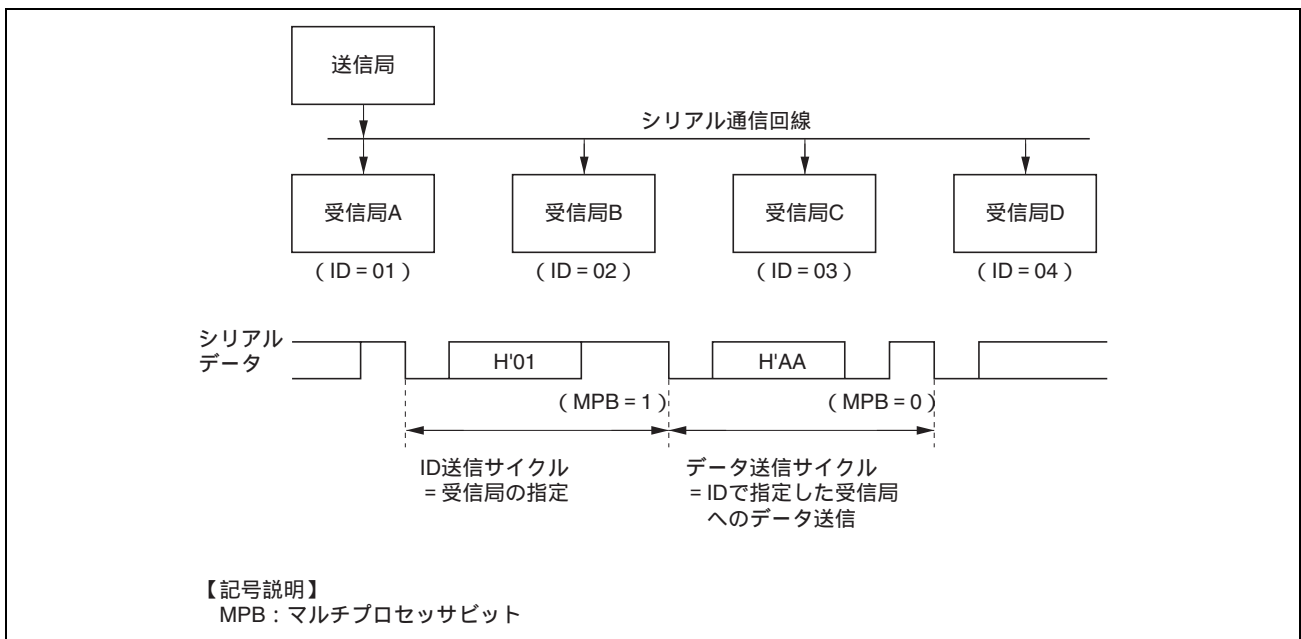 送信局
シリアル通信回線
受信局A
受信局B
受信局C
受信局D
（ID = 01）
（ID = 02）
（ID = 03）
（ID = 04）
シリアル
データ
H'01
H'AA
（MPB = 1）
（MPB = 0）
ID送信サイクル
= 受信局の指定
データ送信サイクル
= IDで指定した受信局
へのデータ送信
【記号説明】
MPB : マルチプロセッサビット